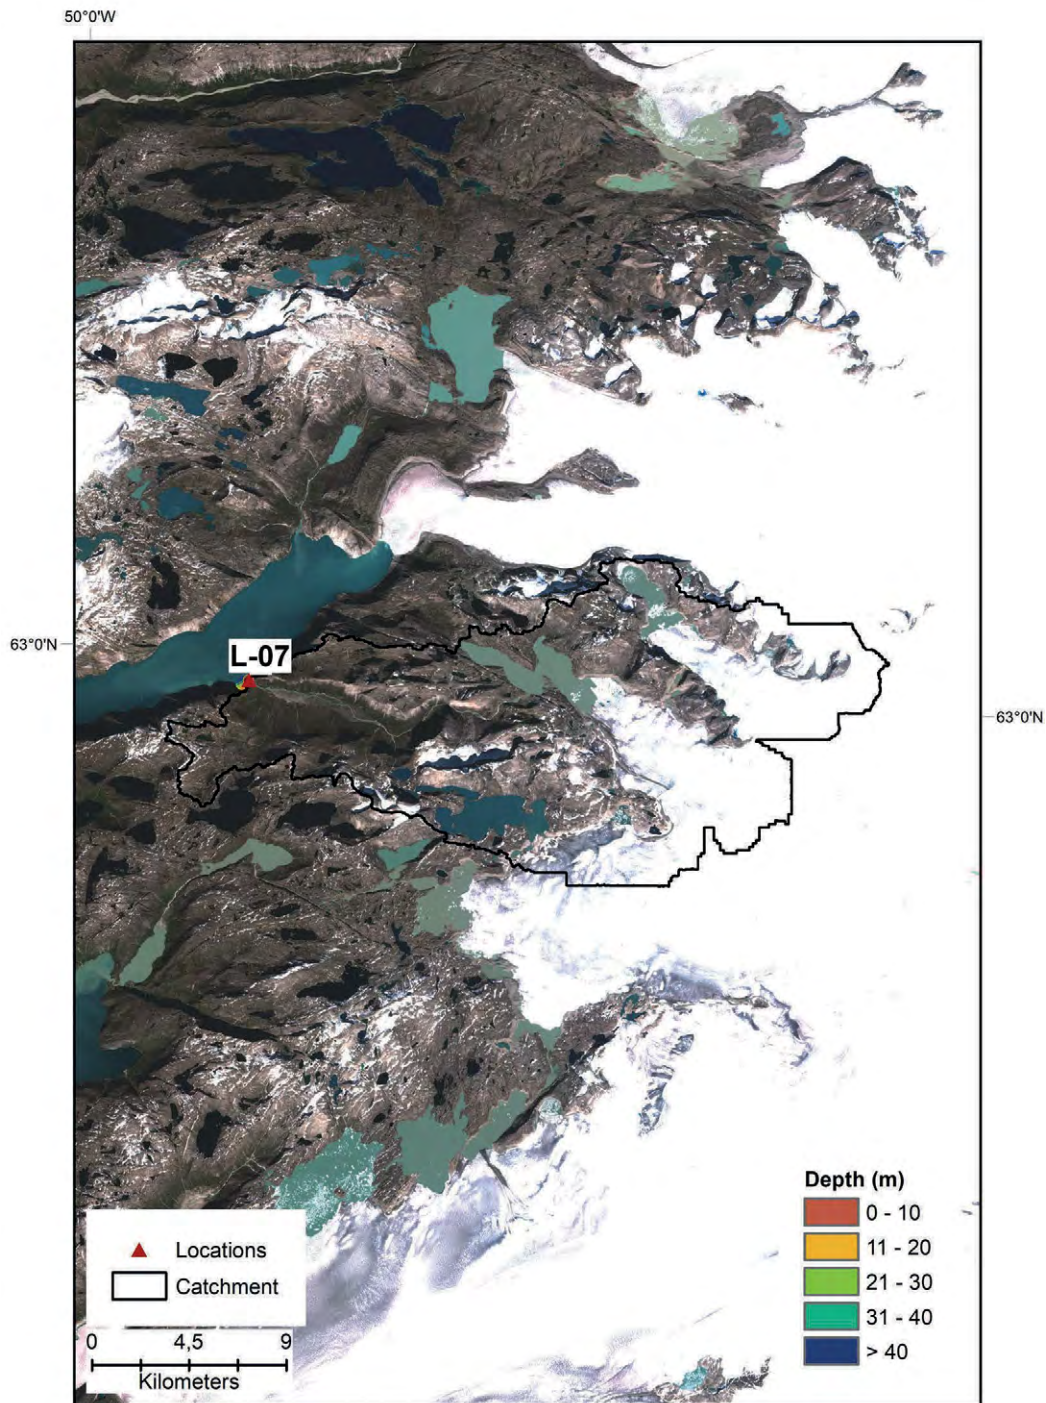 50°0'W
63°0'N
L-07
63°0'N
Locations
Catchment
0 4,5 9
Kilometers
Depth (m)
0 - 10
11 - 20
21 - 30
31 - 40
> 40